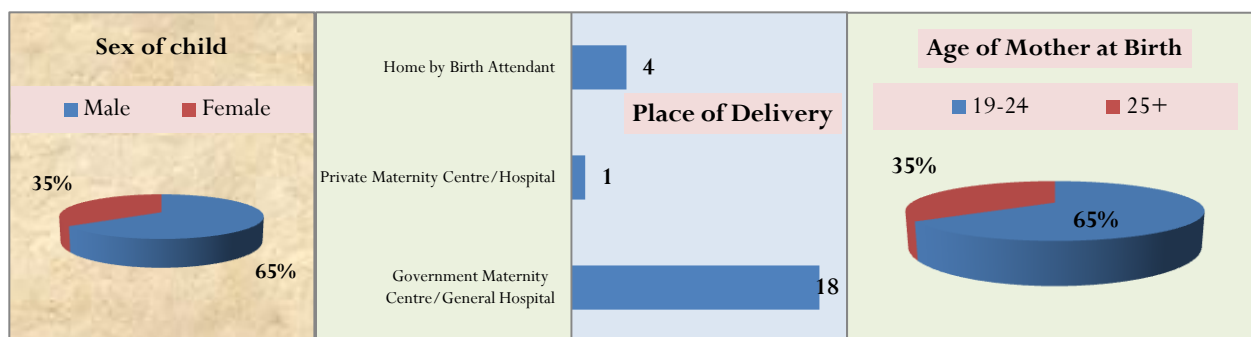 Sex of child
Male Female
35%
65%
Home by Birth Attendant
4
Place of Delivery
Private Maternity Centre/Hospital
1
Government Maternity
Centre/General Hospital
18
Age of Mother at Birth
19-24 25+
35%
65%